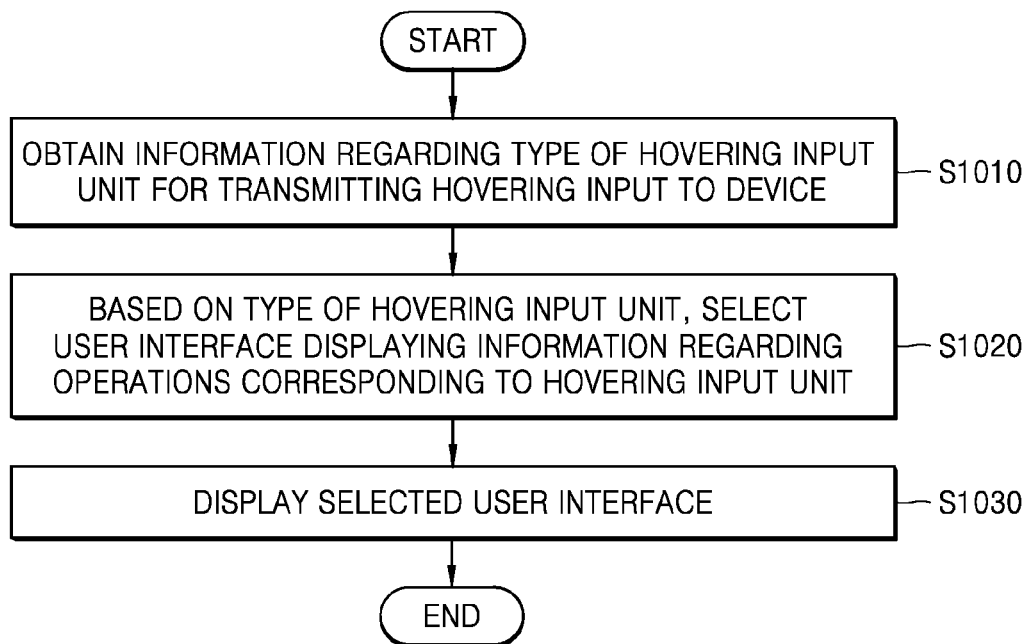 START
OBTAIN INFORMATION REGARDING TYPE OF HOVERING INPUT
UNIT FOR TRANSMITTING HOVERING INPUT TO DEVICE
S1010
BASED ON TYPE OF HOVERING INPUT UNIT, SELECT
USER INTERFACE DISPLAYING INFORMATION REGARDING
OPERATIONS CORRESPONDING TO HOVERING INPUT UNIT
S1020
DISPLAY SELECTED USER INTERFACE
S1030
END